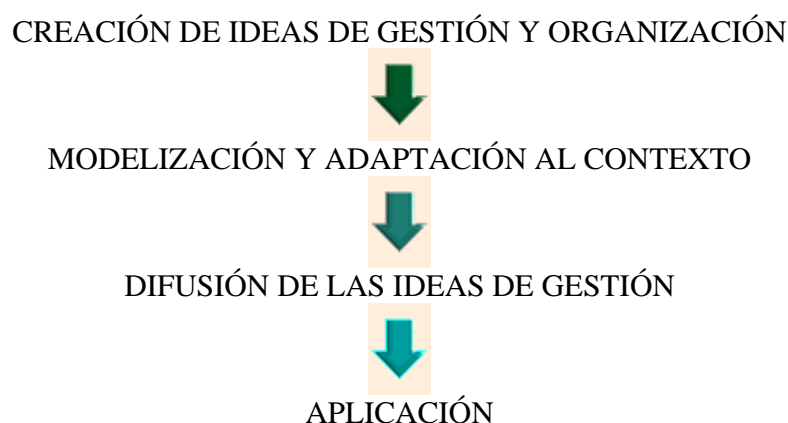 CREACIÓN DE IDEAS DE GESTIÓN Y ORGANIZACIÓN
MODELIZACIÓN Y ADAPTACIÓN AL CONTEXTO
DIFUSIÓN DE LAS IDEAS DE GESTIÓN
APLICACIÓN